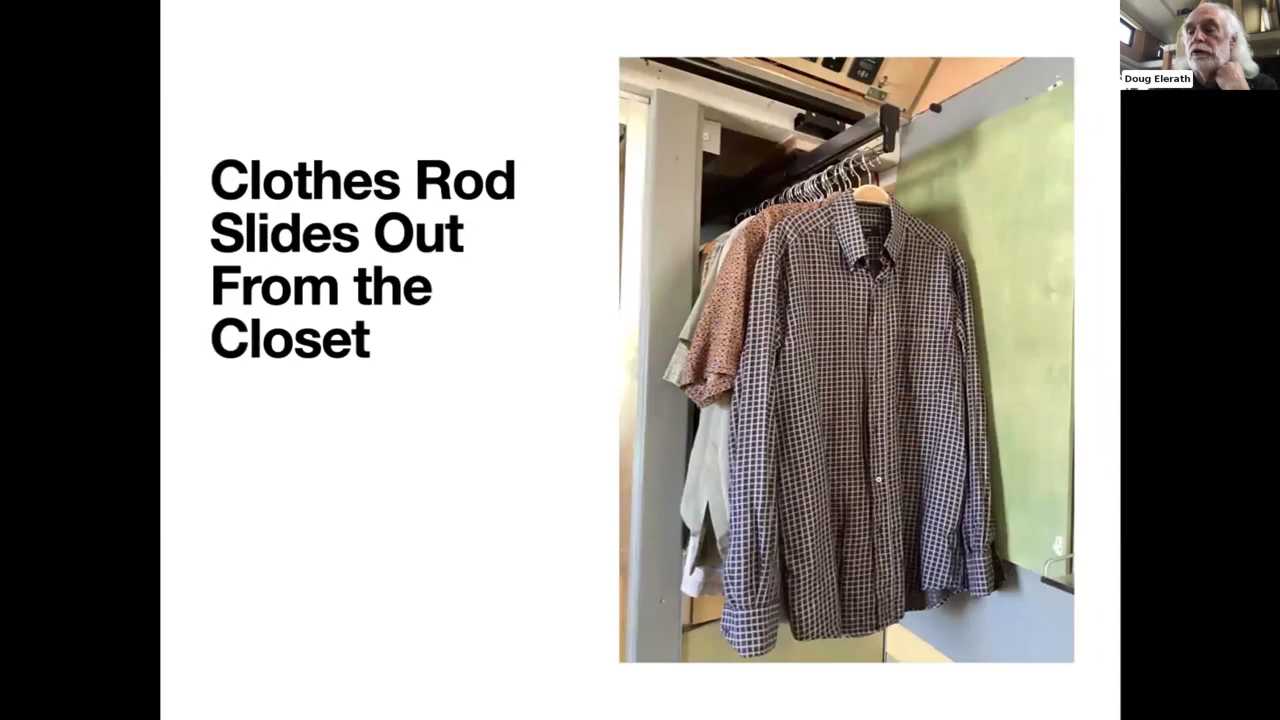 Clothes Rod
Slides Out
From the
Closet
Doug Elerath